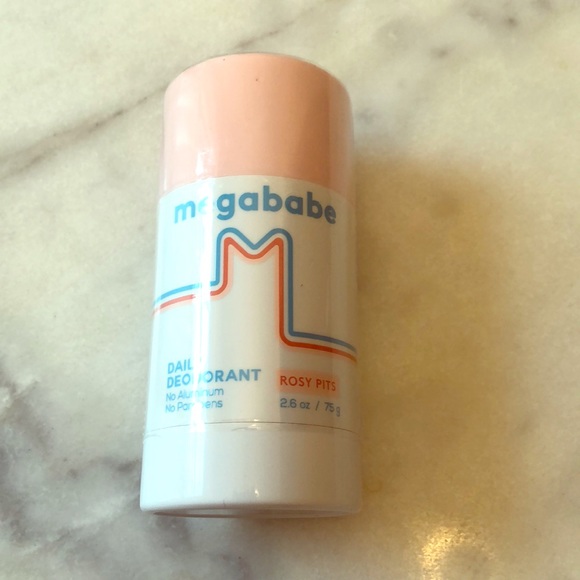 megababe
DAILY
DEODORANT
ROSY PITS
No Aluminum
No Parabens
2.6 oz / 75 g